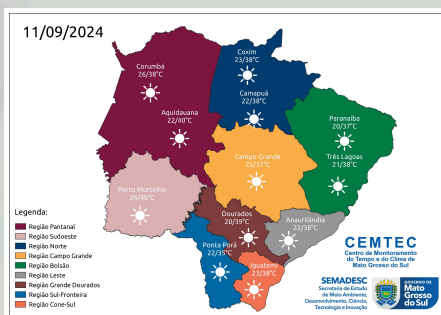 11/09/2024
Coxim
23/38°C
Corumbá
26/38°C
Camapuã
22/38°C
Aquidauana
22/40°C
Paranaíba
20/37°C
Três Lagoas
21/38°C
Campo Grande
25/37°C
Porto Murtinho
26/40°C
Dourados
20/39°C
Anaurilândia
22/38°C
Ponta Porã
22/35°C
Iguatemi
23/38°C
Legenda:
Região Pantanal
Região Sudoeste
Região Norte
Região Campo Grande
Região Bolsão
Região Leste
Região Grande Dourados
Região Sul-Fronteira
Região Cone-Sul
CEMTEC
Centro de Monitoramento
do Tempo e do Clima de
Mato Grosso do Sul
SEMADESC
Secretaria de Estado
de Meio Ambiente,
Desenvolvimento, Ciência,
Tecnologia e Inovação
GOVERNO DE
Mato
Grosso
do Sul